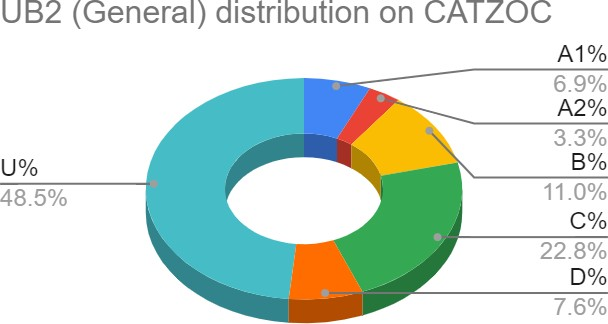 UB2 (General) distribution on CATZOC
A1%
6.9%
A2%
3.3%
B%
11.0%
U%
48.5%
C%
22.8%
D%
7.6%